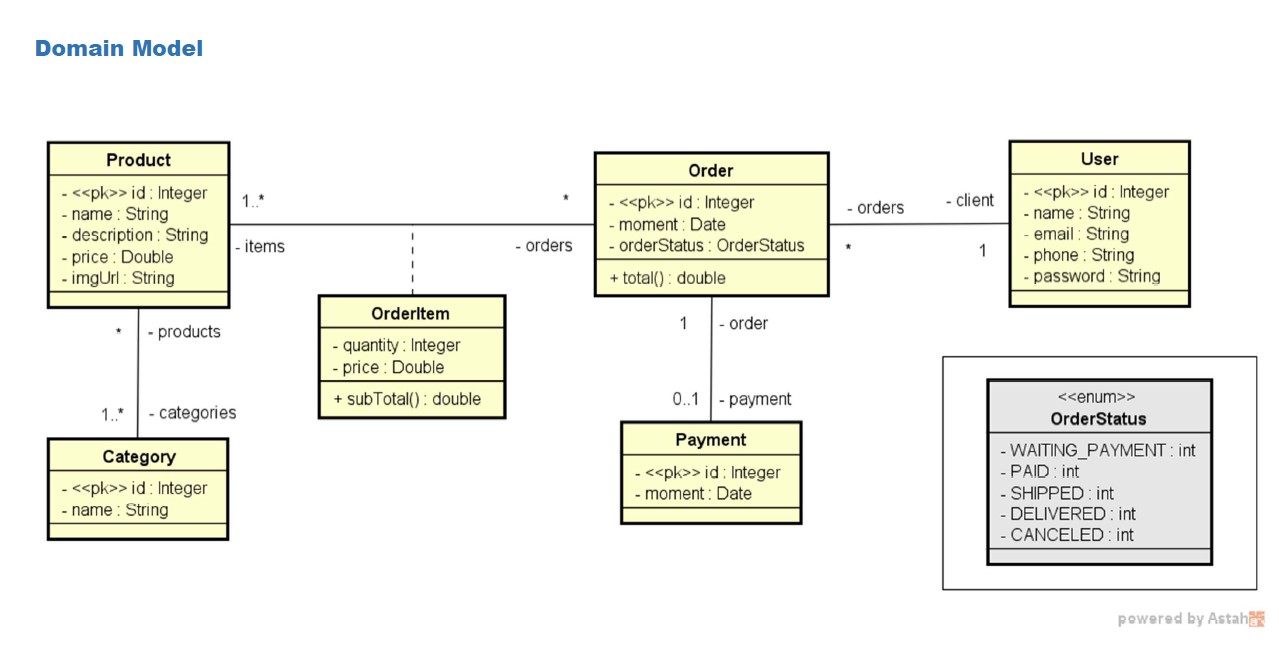 Domain Model
Product
- <<pk>> id : Integer
- name : String
- description : String
- price : Double
- imgUrl : String
1..*
- items
*
- orders
OrderItem
- quantity : Integer
- price : Double
+ subTotal() : double
Order
- <<pk>> id : Integer
- moment : Date
- orderStatus : OrderStatus
+ total() : double
- orders
*
- client
1
User
- <<pk>> id : Integer
- name : String
- email : String
- phone : String
- password : String
* - products
1..* - categories
Category
- <<pk>> id : Integer
- name : String
1 - order
0..1 - payment
Payment
- <<pk>> id : Integer
- moment : Date
<<enum>>
OrderStatus
- WAITING_PAYMENT : int
- PAID : int
- SHIPPED : int
- DELIVERED : int
- CANCELED : int
powered by Astah